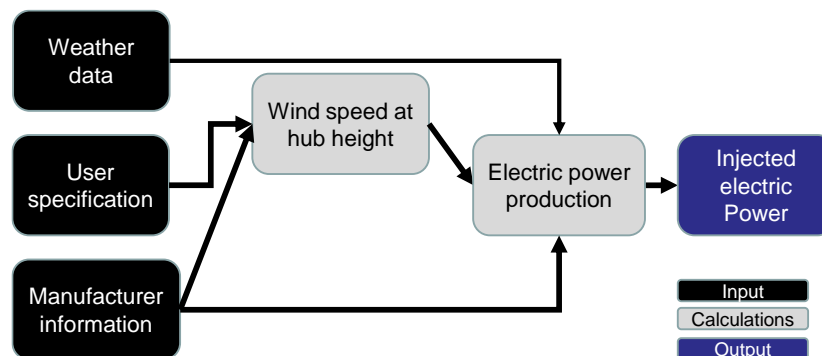 Weather
data
Wind speed at
hub height
User
specification
Electric power
production
Injected
electric
Power
Manufacturer
information
Input
Calculations
Output